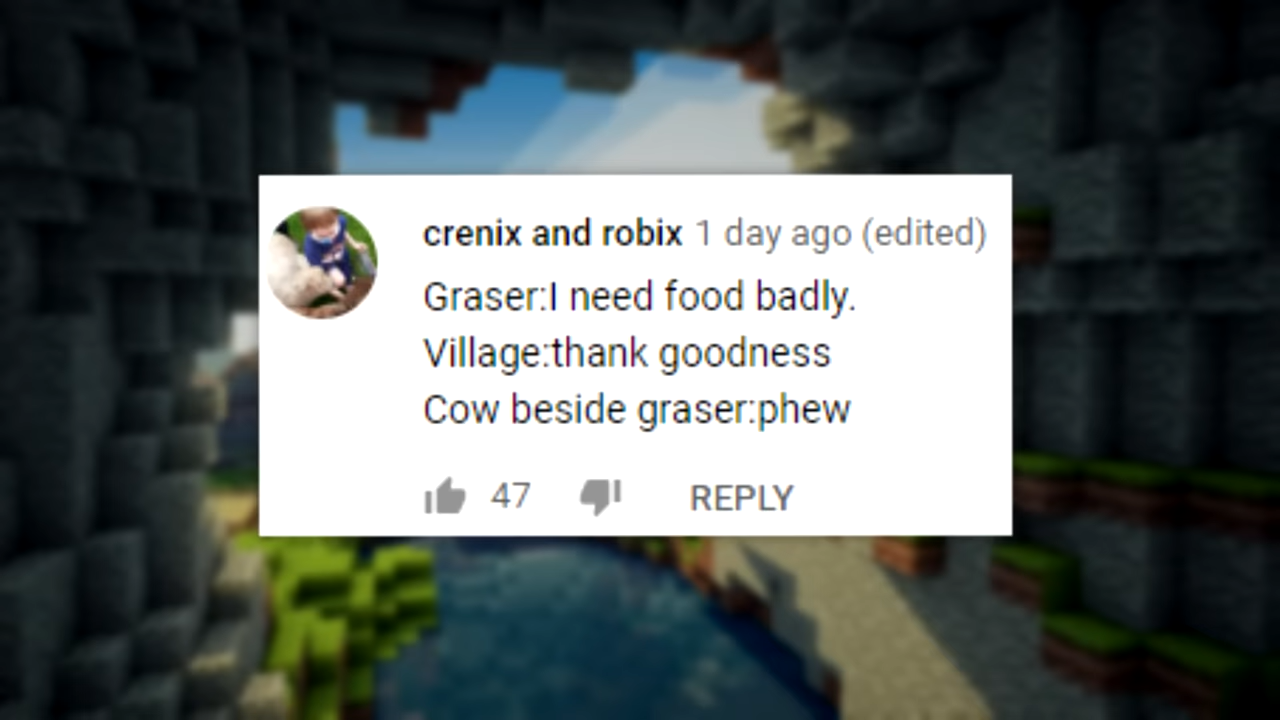 crenix and robix 1 day ago (edited)
Graser:I need food badly.
Village:thank goodness
Cow beside graser:phew
47 REPLY